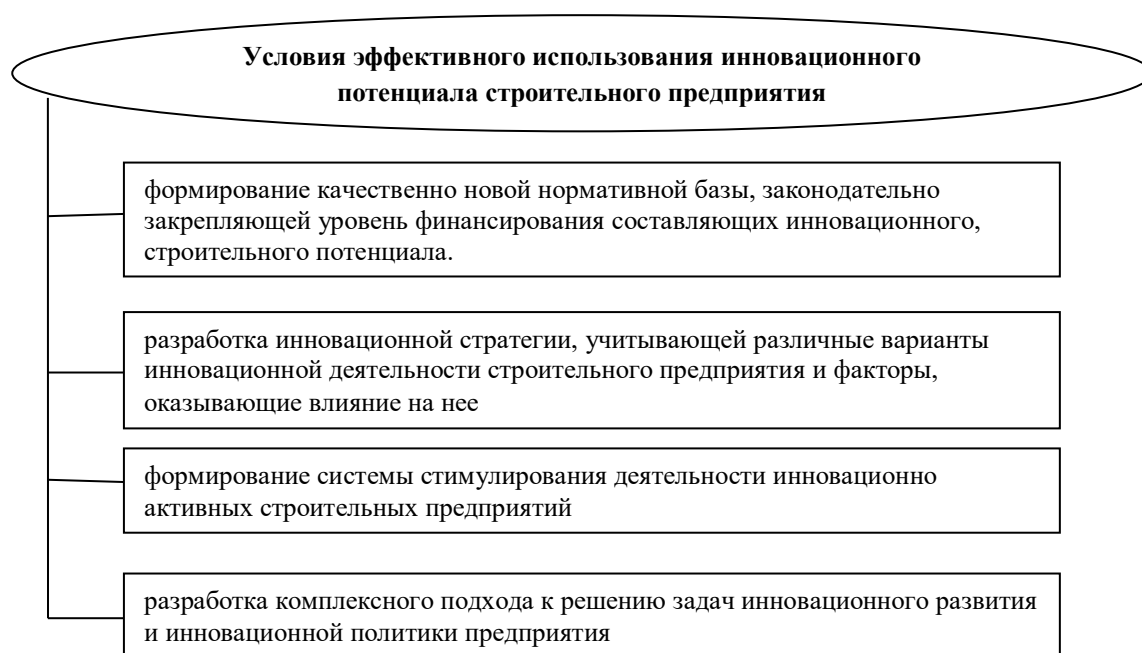 Условия эффективного использования инновационного
потенциала строительного предприятия
формирование качественно новой нормативной базы, законодательно
закрепляющей уровень финансирования составляющих инновационного,
строительного потенциала.
разработка инновационной стратегии, учитывающей различные варианты
инновационной деятельности строительного предприятия и факторы,
оказывающие влияние на нее
формирование системы стимулирования деятельности инновационно
активных строительных предприятий
разработка комплексного подхода к решению задач инновационного развития
и инновационной политики предприятия